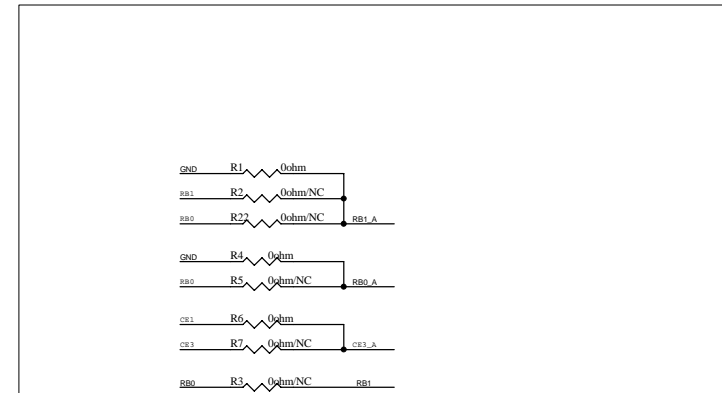 GND R1 0ohm
RB1 R2 0ohm/NC
RB0 R22 0ohm/NC RB1_A
GND R4 0ohm
RB0 R5 0ohm/NC RB0_A
CE1 R6 0ohm
CE3 R7 0ohm/NC CE3_A
RB0 R3 0ohm/NC RB1